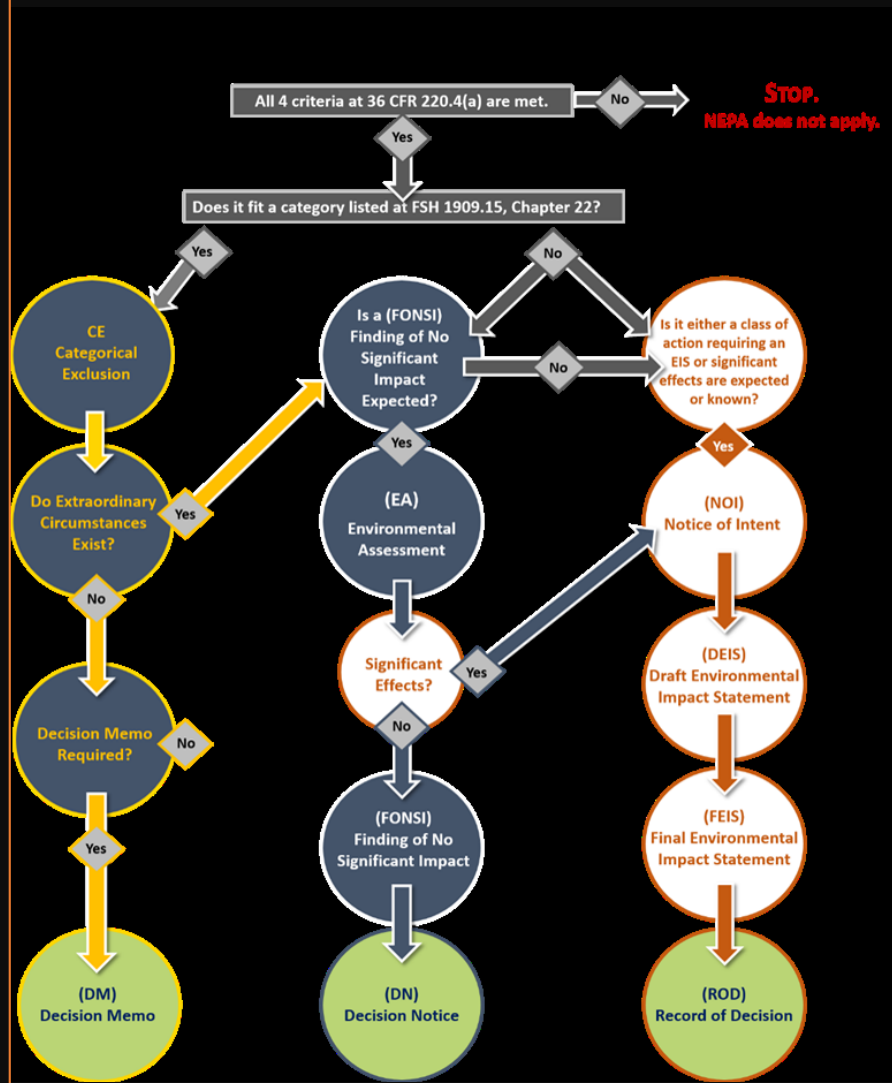 All 4 criteria at 36 CFR 220.4(a) are met.
No
STOP.
NEPA does not apply.
Yes
Does it fit a category listed at FSH 1909.15, Chapter 22?
Yes
No
CE
Categorical
Exclusion
Is a (FONSI)
Finding of No
Significant
Impact
Expected?
No
Is it either a class of
action requiring an
EIS or significant
effects are expected
or known?
Yes
Yes
Do Extraordinary
Circumstances
Exist?
Yes
(EA)
Environmental
Assessment
(NOI)
Notice of Intent
No
Significant
Effects?
Yes
(DEIS)
Draft Environmental
Impact Statement
No
Decision Memo
Required?
No
(FONSI)
Finding of No
Significant Impact
(FEIS)
Final Environmental
Impact Statement
Yes
(DM)
Decision Memo
(DN)
Decision Notice
(ROD)
Record of Decision